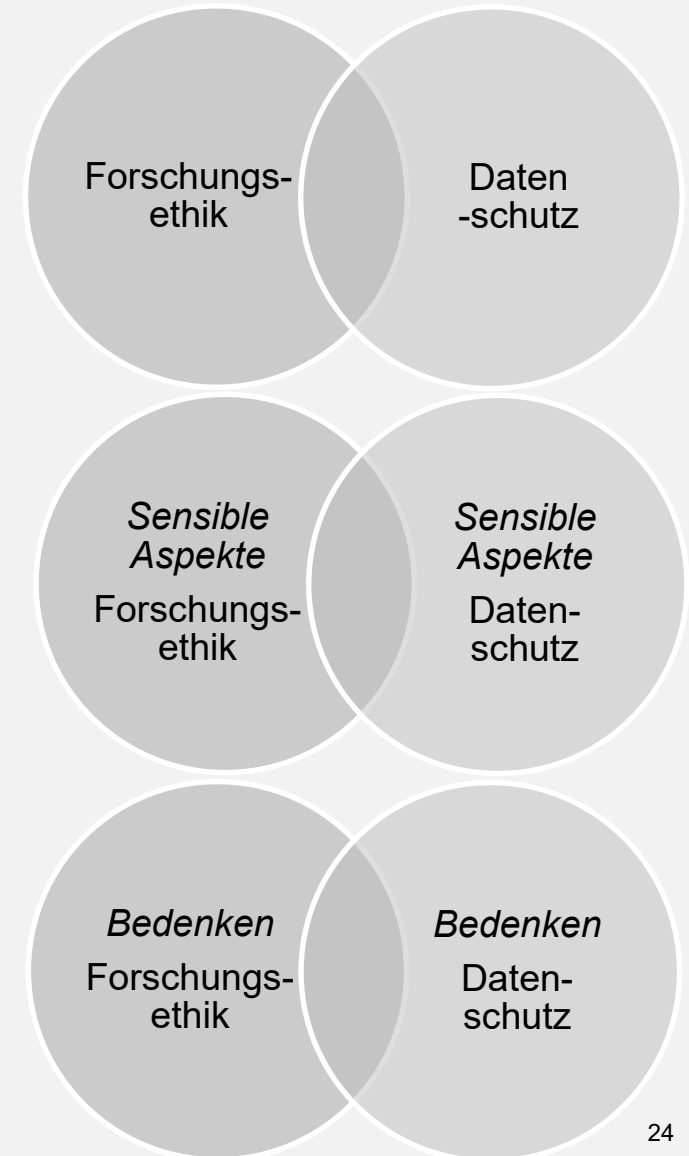 Forschungs-
ethik
Daten
-schutz
Sensible
Aspekte
Forschungs-
ethik
Sensible
Aspekte
Daten-
schutz
Bedenken
Forschungs-
ethik
Bedenken
Daten-
schutz
24